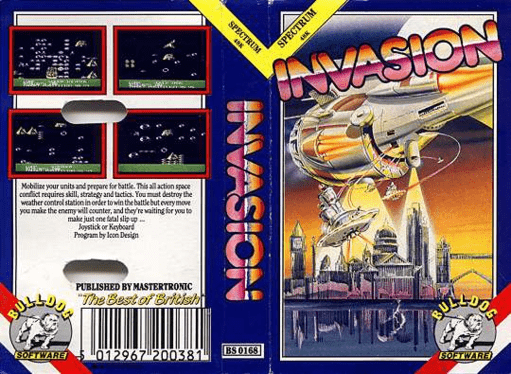 Mobilize your units and prepare for battle. This all action space
conflict requires skill, strategy and tactics. You must destroy the
weather control station in order to win the battle but every move
you make the enemy will counter, and they're waiting for you to
make just one fatal slip up ...
Joystick or Keyboard
Program by Icon Design
PUBLISHED BY MASTERTRONIC
"The Best of British"
BULLDOG
SOFTWARE
5 012967 200381
SPECTRUM
48K
INVASION
BS 0168
SPECTRUM
48K
INVASION
BULLDOG
SOFTWARE